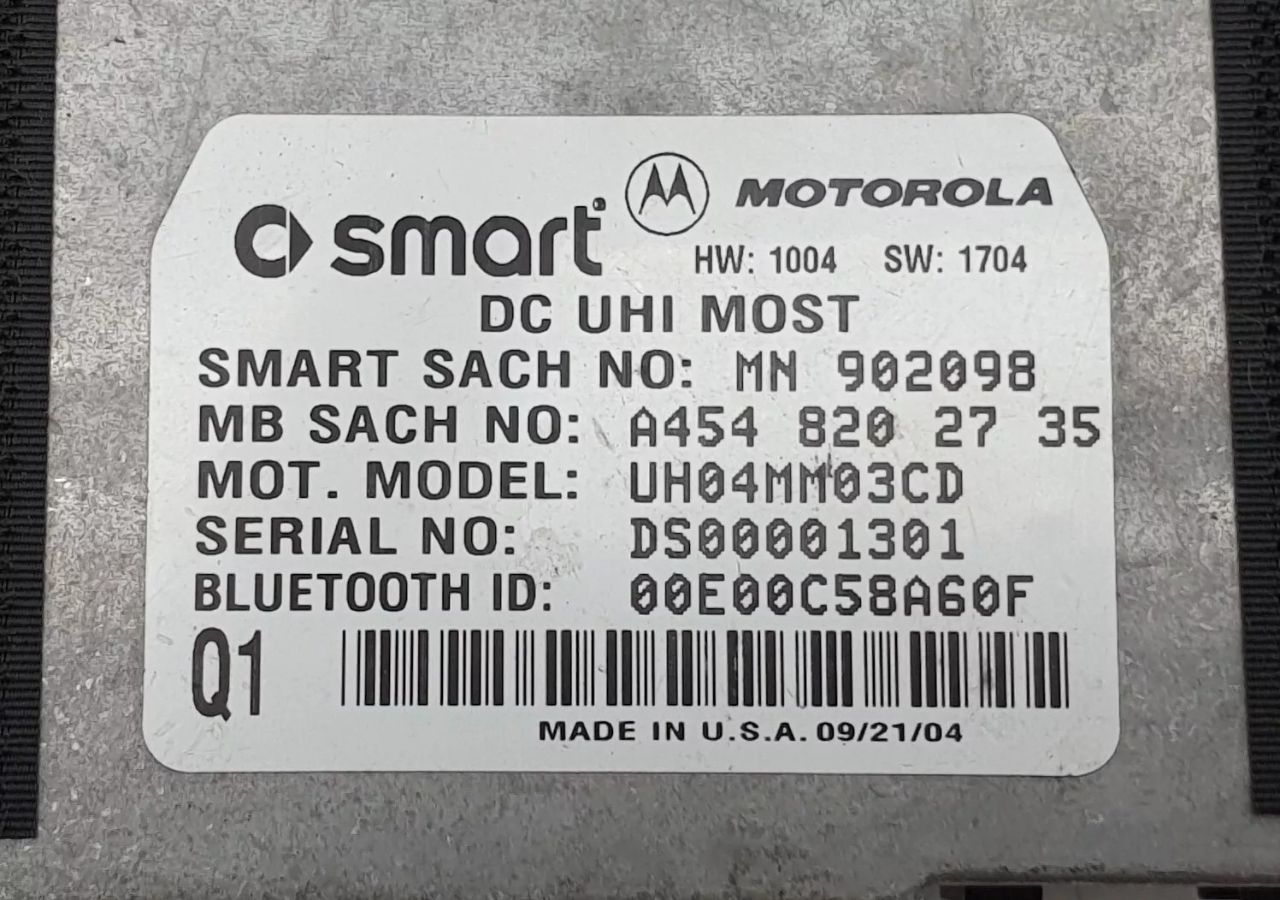 smart MOTOROLA
HW: 1004 SW: 1704
DC UHI MOST
SMART SACH NO: MN 902098
MB SACH NO: A454 820 27 35
MOT. MODEL: UH04MM03CD
SERIAL NO: DS00001301
BLUETOOTH ID: 00E00C58A60F
Q1
MADE IN U.S.A. 09/21/04